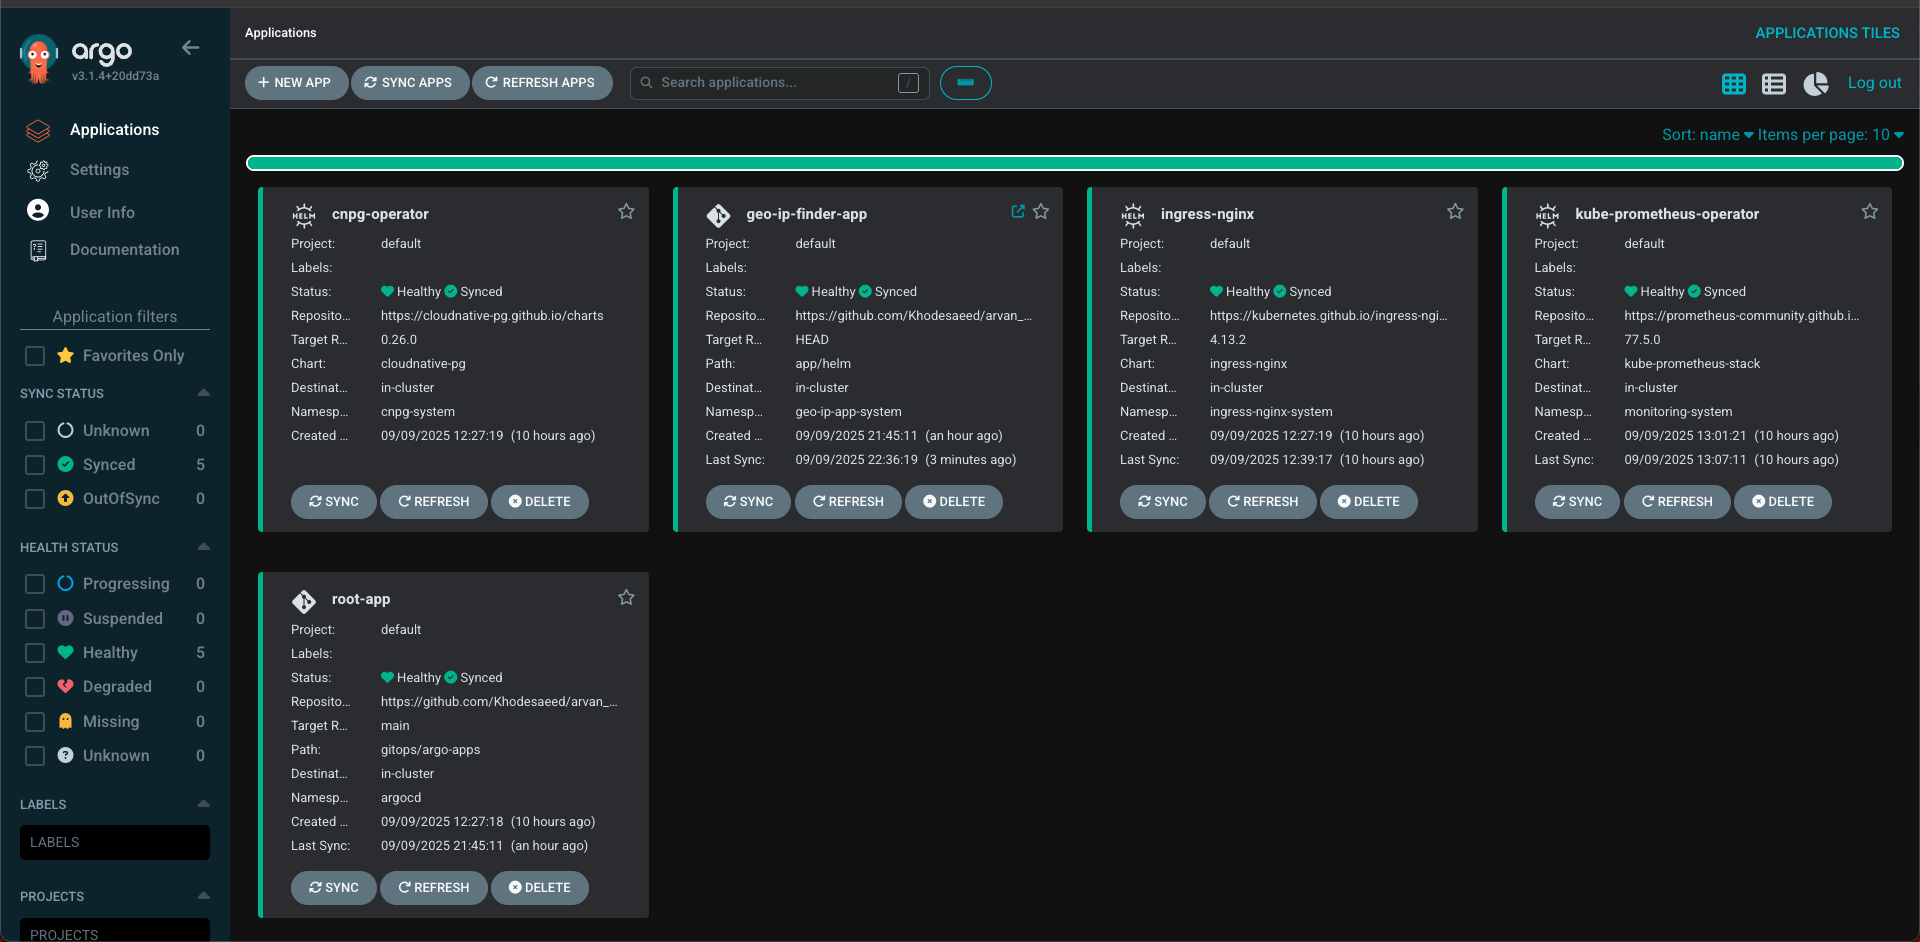 argo
v3.1.4+20dd73a
Applications
Settings
User Info
Documentation
Application filters
Favorites Only
SYNC STATUS
Unknown 0
Synced 5
OutOfSync 0
HEALTH STATUS
Progressing 0
Suspended 0
Healthy 5
Degraded 0
Missing 0
Unknown 0
LABELS
LABELS
PROJECTS
PROJECTS
Applications
APPLICATIONS TILES
NEW APP SYNC APPS REFRESH APPS Search applications... / Log out
Sort: name Items per page: 10
cnpg-operator
Project: default
Labels:
Status: Healthy Synced
Reposito... https://cloudnative-pg.github.io/charts
Target R... 0.26.0
Chart: cloudnative-pg
Destinat... in-cluster
Namesp... cnpg-system
Created ... 09/09/2025 12:27:19 (10 hours ago)
SYNC REFRESH DELETE
geo-ip-finder-app
Project: default
Labels:
Status: Healthy Synced
Reposito... https://github.com/Khodesaeed/arvan_...
Target R... HEAD
Path: app/helm
Destinat... in-cluster
Namesp... geo-ip-app-system
Created ... 09/09/2025 21:45:11 (an hour ago)
Last Sync: 09/09/2025 22:36:19 (3 minutes ago)
SYNC REFRESH DELETE
ingress-nginx
Project: default
Labels:
Status: Healthy Synced
Reposito... https://kubernetes.github.io/ingress-ngi...
Target R... 4.13.2
Chart: ingress-nginx
Destinat... in-cluster
Namesp... ingress-nginx-system
Created ... 09/09/2025 12:27:19 (10 hours ago)
Last Sync: 09/09/2025 12:39:17 (10 hours ago)
SYNC REFRESH DELETE
kube-prometheus-operator
Project: default
Labels:
Status: Healthy Synced
Reposito... https://prometheus-community.github.i...
Target R... 77.5.0
Chart: kube-prometheus-stack
Destinat... in-cluster
Namesp... monitoring-system
Created ... 09/09/2025 13:01:21 (10 hours ago)
Last Sync: 09/09/2025 13:07:11 (10 hours ago)
SYNC REFRESH DELETE
root-app
Project: default
Labels:
Status: Healthy Synced
Reposito... https://github.com/Khodesaeed/arvan_...
Target R... main
Path: gitops/argo-apps
Destinat... in-cluster
Namesp... argocd
Created ... 09/09/2025 12:27:18 (10 hours ago)
Last Sync: 09/09/2025 21:45:11 (an hour ago)
SYNC REFRESH DELETE
HELM
HELM
HELM